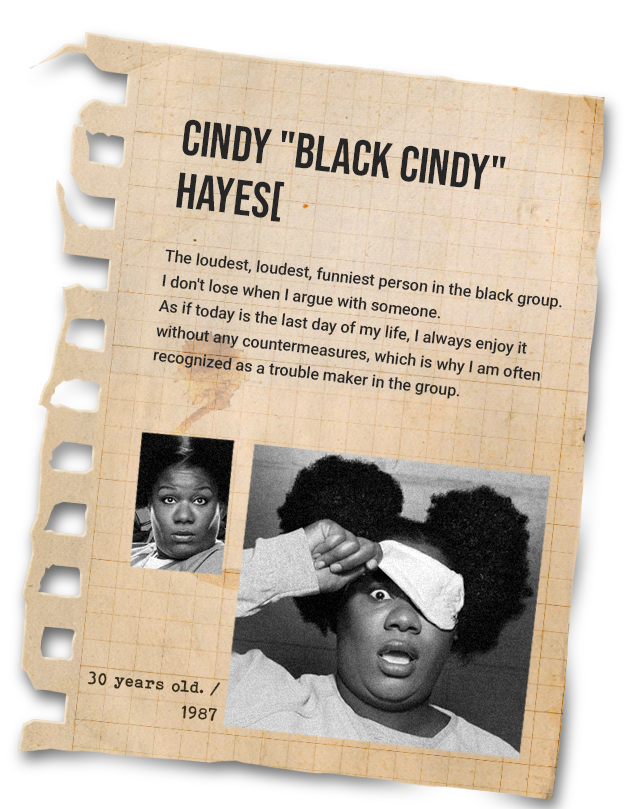 CINDY "BLACK CINDY"
HAYES[
The loudest, loudest, funniest person in the black group.
I don't lose when I argue with someone.
As if today is the last day of my life, I always enjoy it
without any countermeasures, which is why I am often
recognized as a trouble maker in the group.
30 years old. /
1987